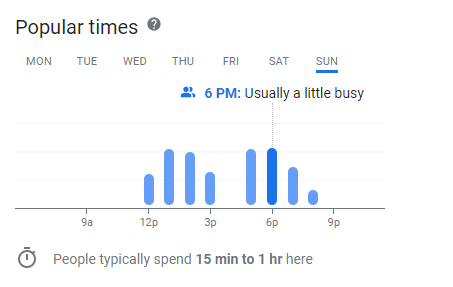 Popular times ?
MON TUE WED THU FRI SAT SUN
6 PM: Usually a little busy
9a 12p 3p 6p 9p
People typically spend 15 min to 1 hr here